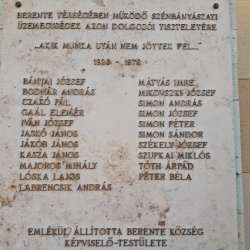 BERENTE TÉRSÉGÉBEN MŰKÖDŐ SZÉNBÁNYÁSZATI
ÜZEMEGYSÉGEK AZON DOLGOZÓI TISZTELETÉRE
„...AKIK MUNKA UTÁN NEM JÖTTEK FEL...”
BÁNYAI JÓZSEF
BODNÁR ANDRÁS
CZAKÓ PÁL
GAÁL ELEMÉR
IVÁN JÓZSEF
JASKÓ JÁNOS
JAKÓB JÁNOS
KASZA JÁNOS
MAJOROS MIHÁLY
LÓSKA LAJOS
LABRENCSIK ANDRÁS
MÁTYÁS IMRE
MIKOVSZKI JÓZSEF
SIMON ANDRÁS
SIMON JÓZSEF
SIMON PÉTER
SIMON SÁNDOR
SZÉKELY JÓZSEF
SZUPKAI MIKLÓS
TÓTH ÁRPÁD
PÉTER BÉLA
EMLÉKÜL ÁLLÍTOTTA BERENTE KÖZSÉG
KÉPVISELŐ-TESTÜLETE